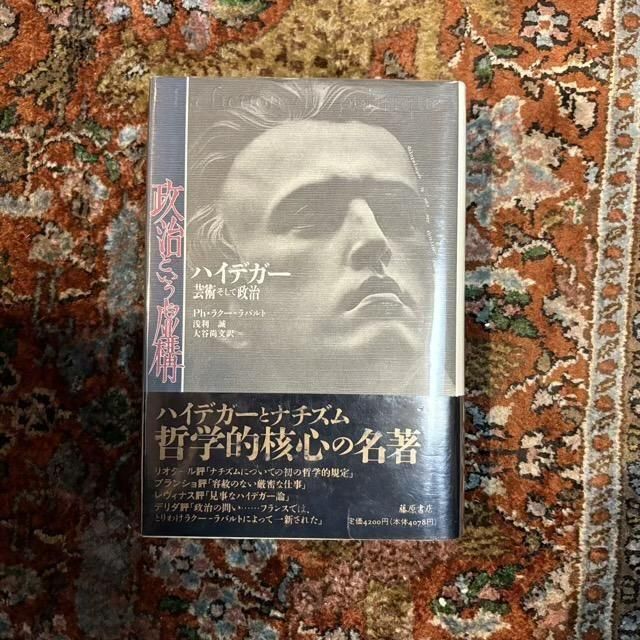 La fiction du politique
政治という虚構
ハイデガー
芸術そして政治
Ph・ラクー=ラバルト
浅利 誠
大谷尚文訳
ハイデガーとナチズム
哲学的核心の名著
リオタール評「ナチズムについての初の哲学的規定」
ブランショ評「容赦のない厳密な仕事」
レヴィナス評「見事なハイデガー論」
デリダ評「政治の問い……フランスでは、
とりわけラクー=ラバルトによって一新された」
藤原書店
定価4200円(本体4078円)